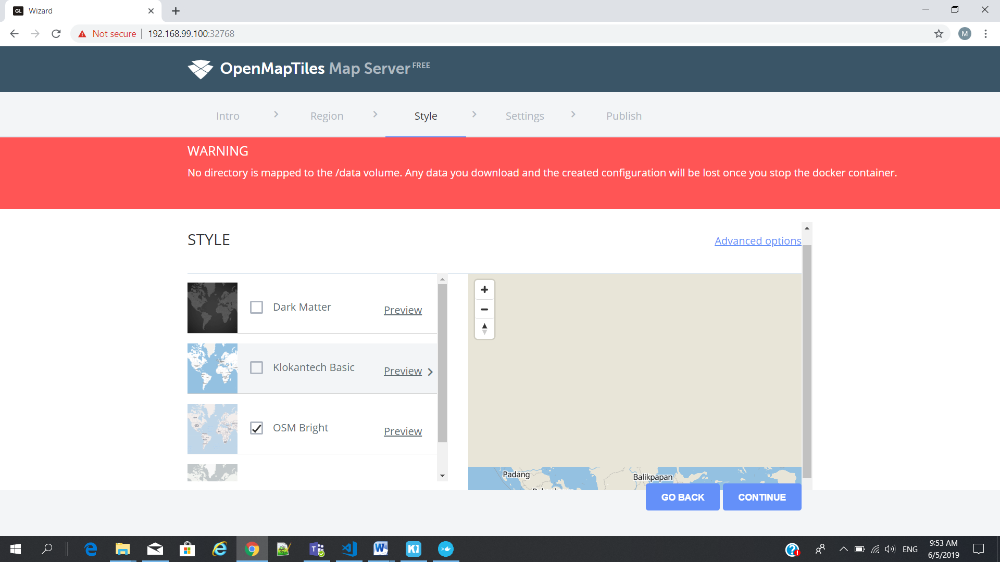 GL Wizard
Not secure 192.168.99.100:32768
M
OpenMapTiles Map Server FREE
Intro
Region
Style
Settings
Publish
WARNING
No directory is mapped to the /data volume. Any data you download and the created configuration will be lost once you stop the docker container.
STYLE
Advanced options
Dark Matter
Preview
Klokantech Basic
Preview
OSM Bright
Preview
Padang
Balikpapan
GO BACK
CONTINUE
ENG
9:53 AM
6/5/2019